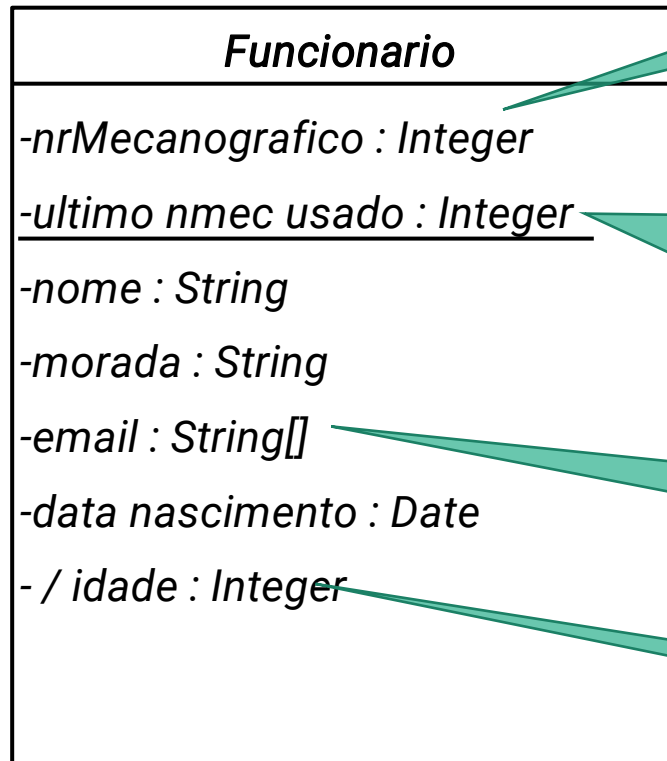 Funcionario
-nrMecanografico : Integer
-ultimo nmec usado : Integer
-nome : String
-morada : String
-email : String[]
-data nascimento : Date
- / idade : Integer